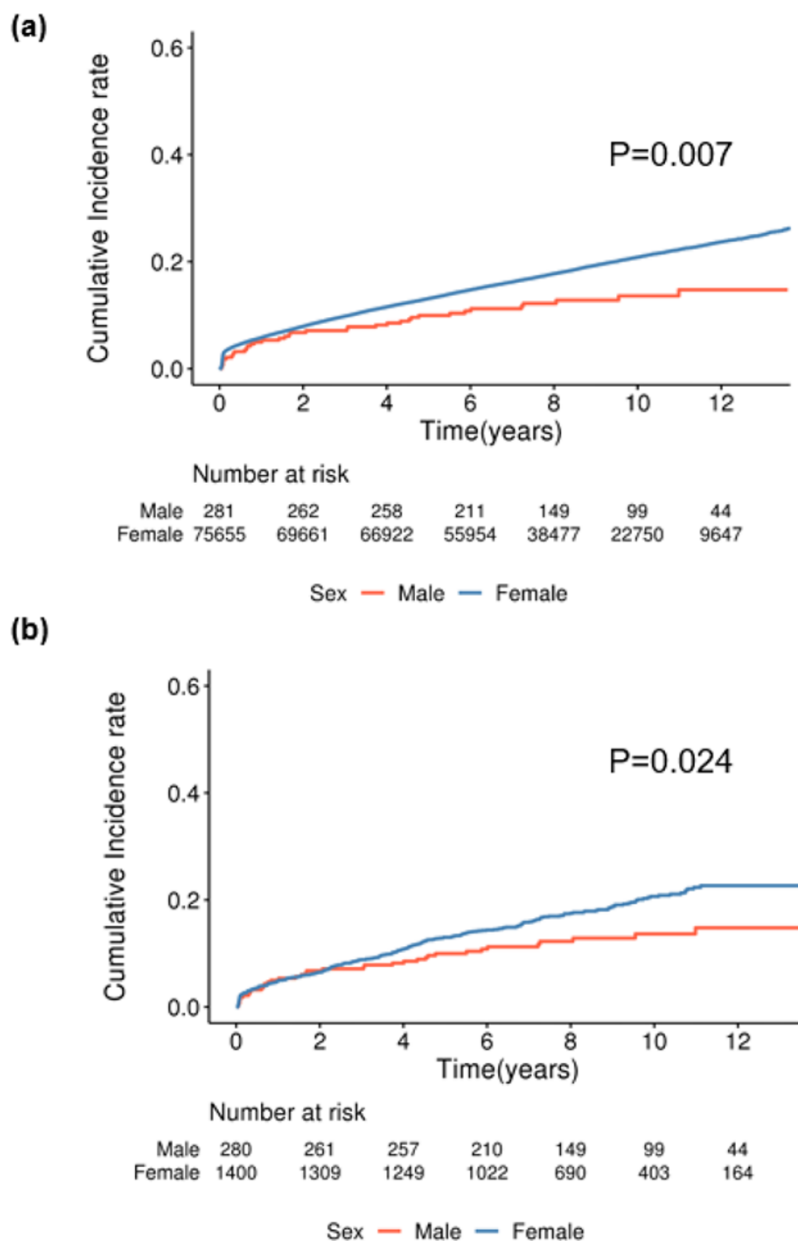 (a)
Cumulative Incidence rate
0.6
0.4
0.2
0.0
P=0.007
0 2 4 6 8 10 12
Time(years)
Number at risk
Male 281 262 258 211 149 99 44
Female 75655 69661 66922 55954 38477 22750 9647
Sex Male Female
(b)
Cumulative Incidence rate
0.6
0.4
0.2
0.0
P=0.024
0 2 4 6 8 10 12
Time(years)
Number at risk
Male 280 261 257 210 149 99 44
Female 1400 1309 1249 1022 690 403 164
Sex Male Female